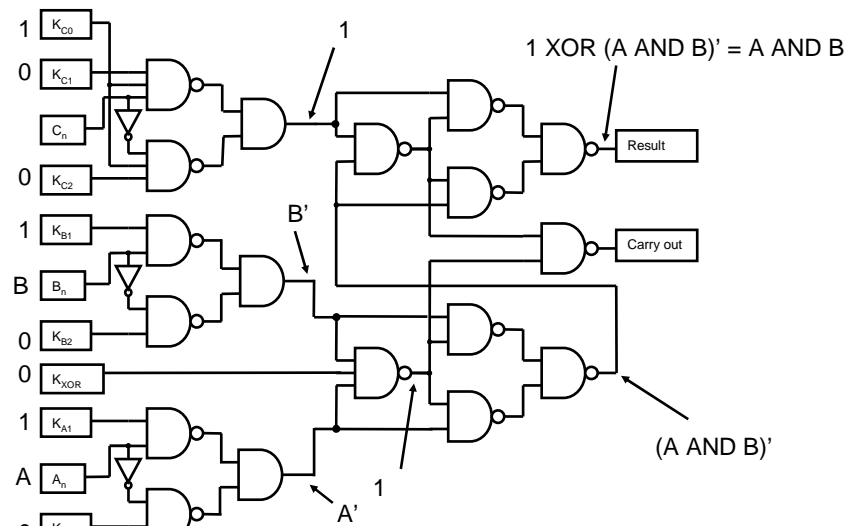 1 K_C0
1
1 XOR (A AND B)’ = A AND B
0 K_C1
C_n
Result
0 K_C2
B’
1 K_B1
Carry out
B B_n
0 K_B2
0 K_XOR
1 K_A1
(A AND B)’
A A_n
1
A’